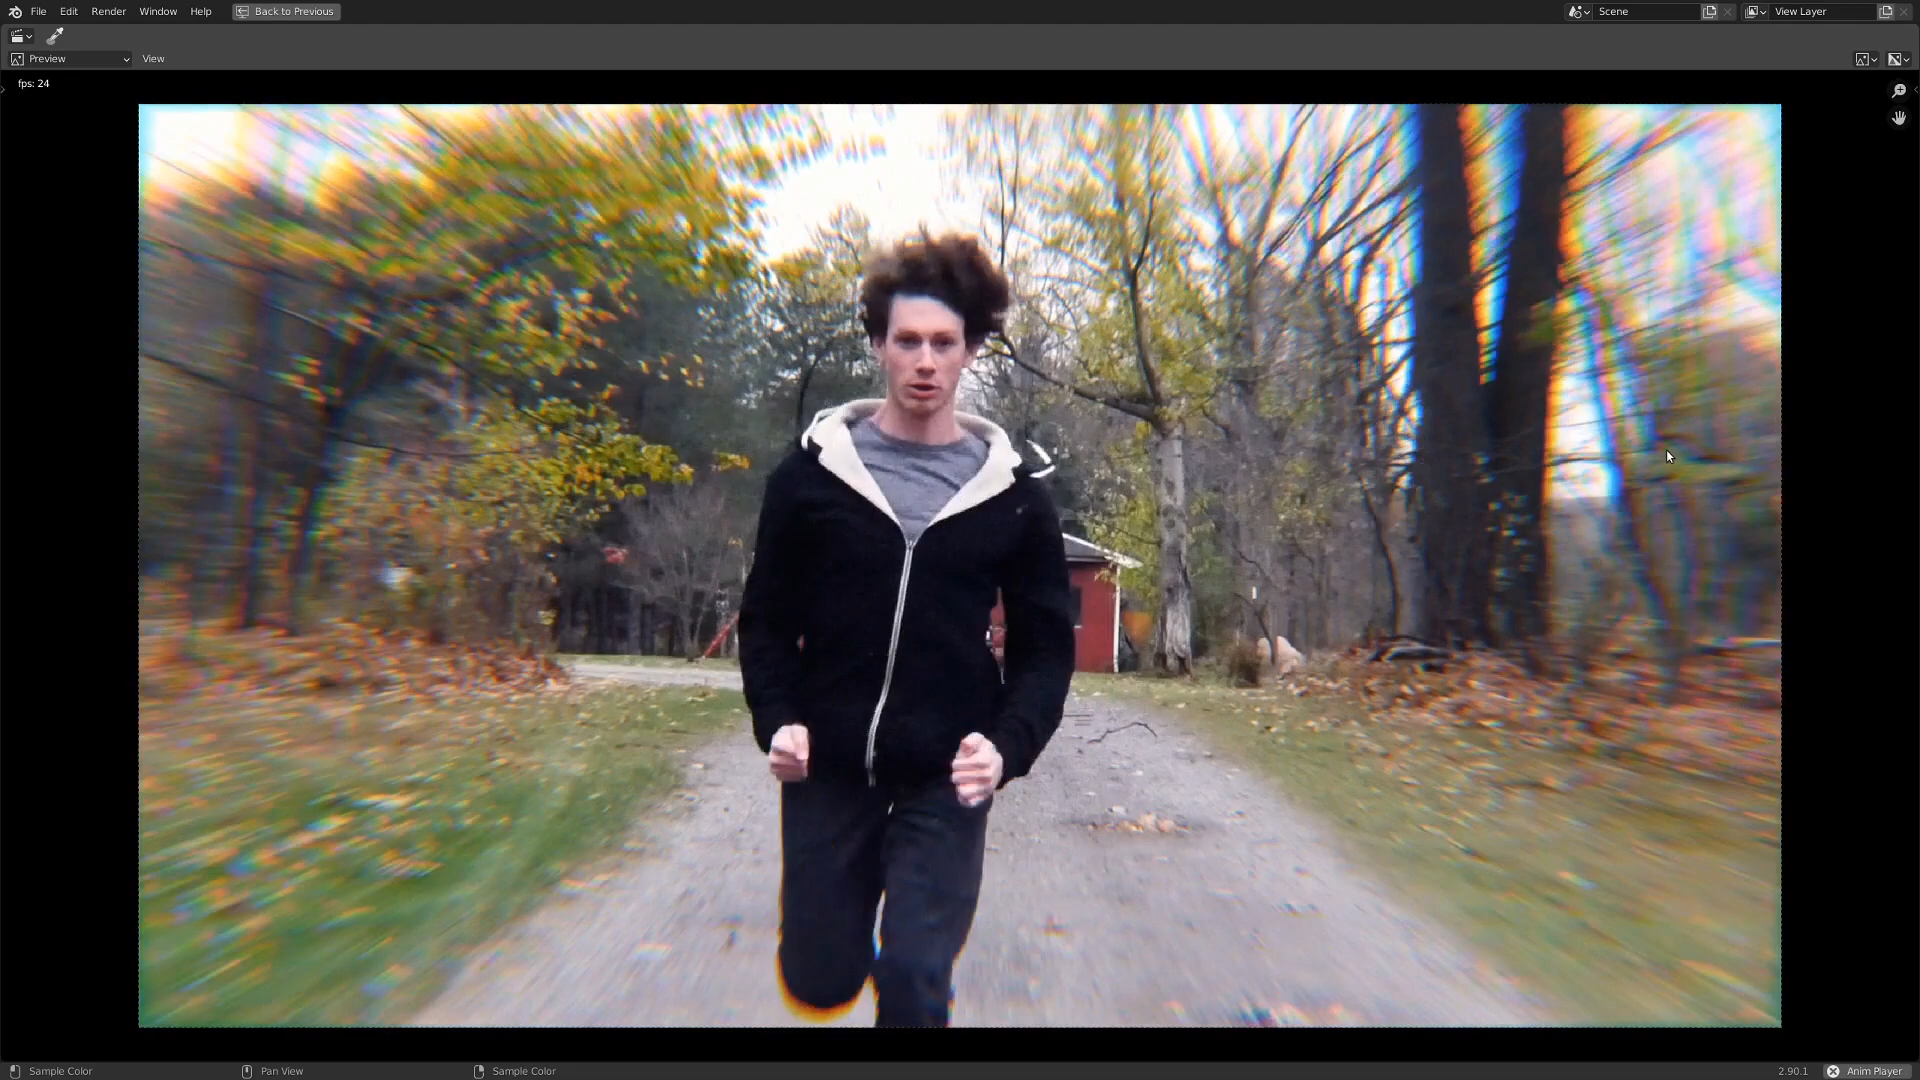 File Edit Render Window Help Back to Previous Scene View Layer
Preview View
fps: 24
Sample Color Pan View Sample Color 2.90.1 Anim Player